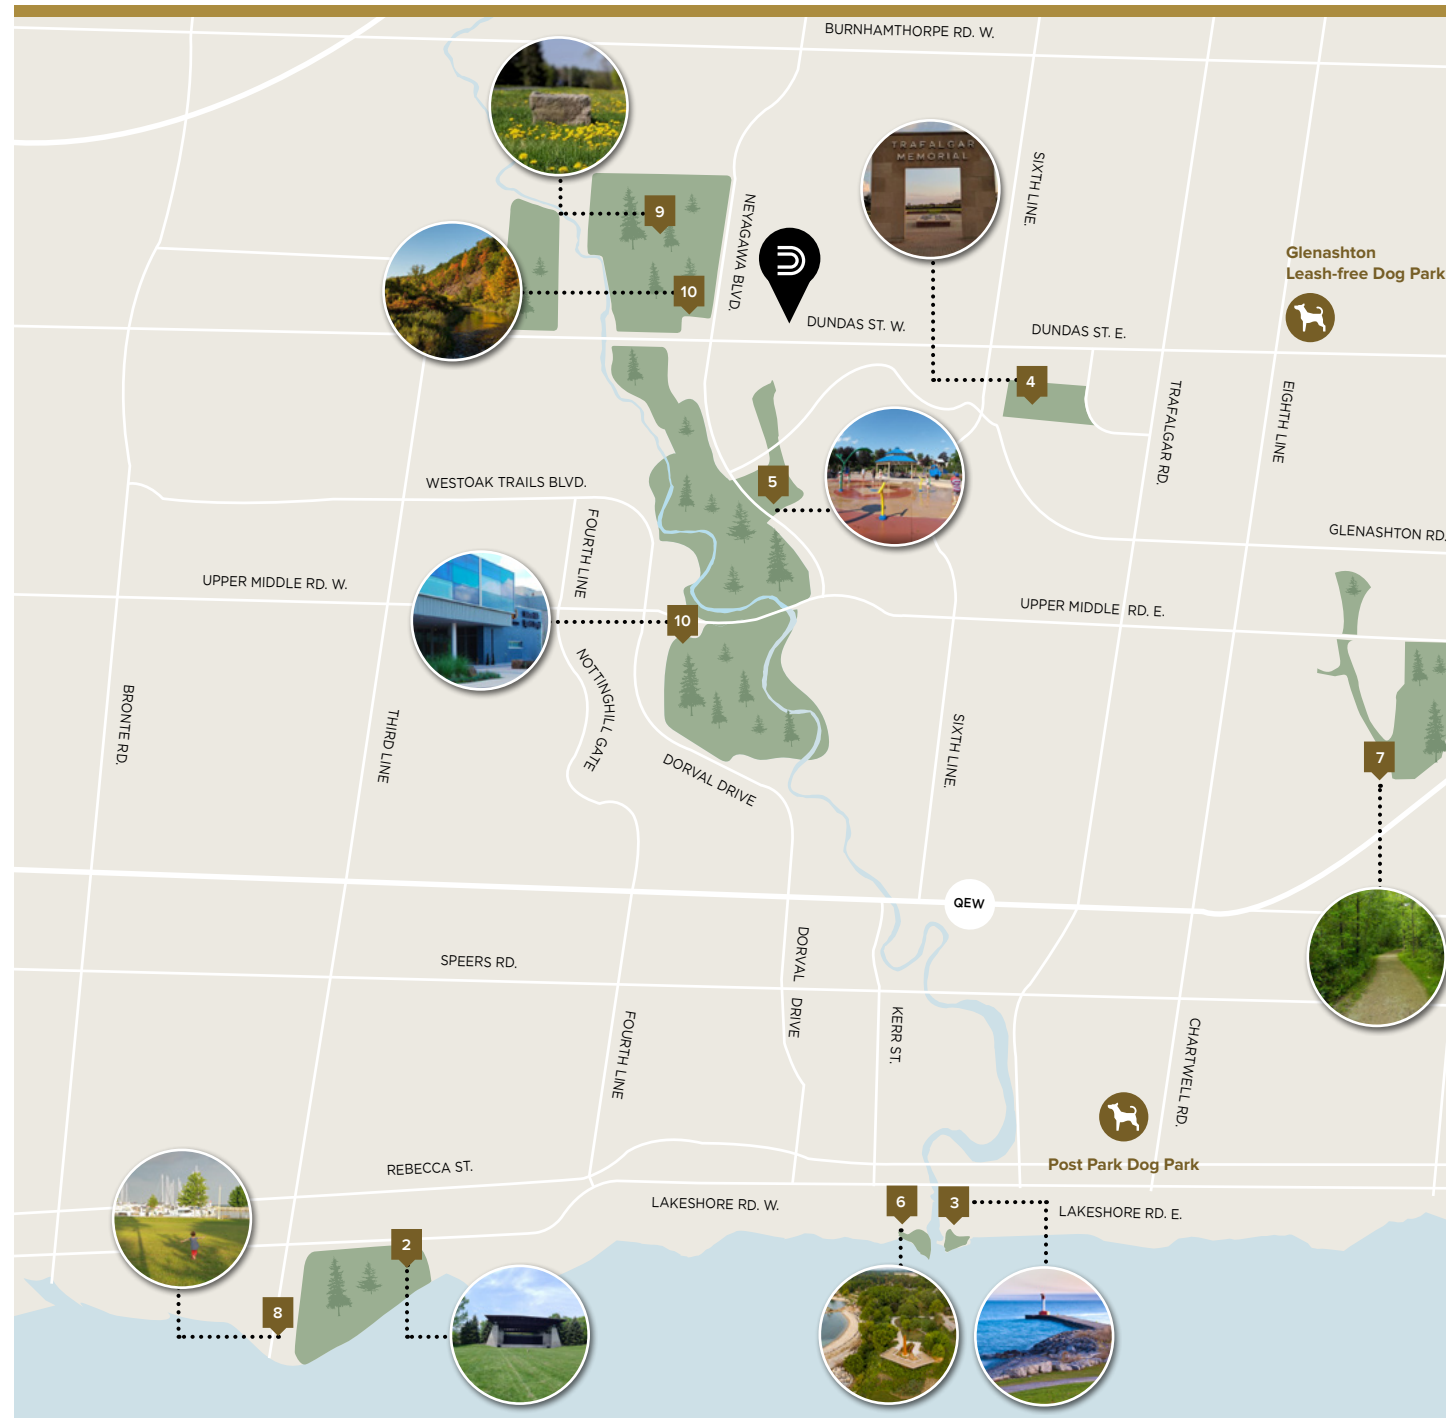 BURNHAMTHORPE RD. W.
TRAFALGAR
MEMORIAL
SIXTH LINE.
9
NEYAGAWA BLVD.
Glenashton
Leash-free Dog Park
10
DUNDAS ST. W.
DUNDAS ST. E.
4
TRAFALGAR RD.
EIGHTH LINE
5
WESTOAK TRAILS BLVD.
FOURTH LINE
GLENASHTON RD.
UPPER MIDDLE RD. W.
UPPER MIDDLE RD. E.
10
NOTTINGHILL GATE
BRONTE RD.
THIRD LINE
SIXTH LINE.
DORVAL DRIVE
7
QEW
SPEERS RD.
DORVAL DRIVE
KERR ST.
FOURTH LINE
CHARTWELL RD.
REBECCA ST.
Post Park Dog Park
LAKESHORE RD. W.
6
3
LAKESHORE RD. E.
2
8